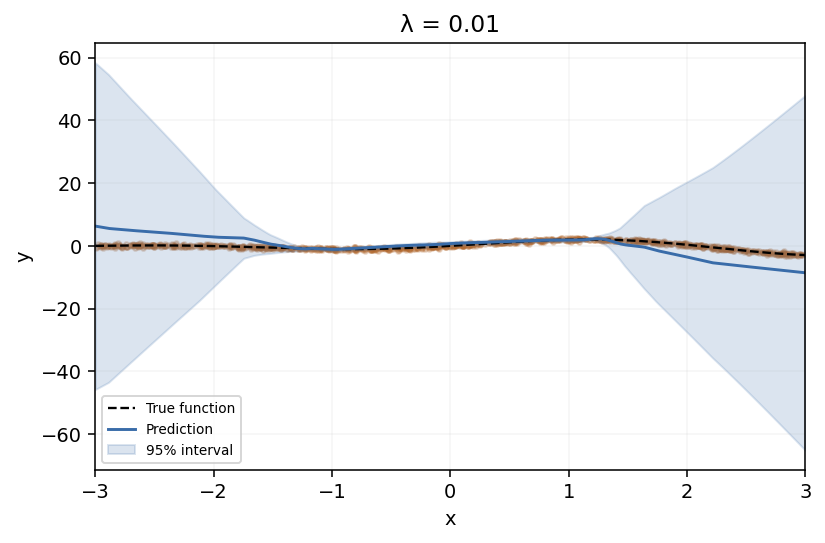 λ = 0.01
60
40
20
0
−20
−40
−60
y
True function
Prediction
95% interval
−3 −2 −1 0 1 2 3
x